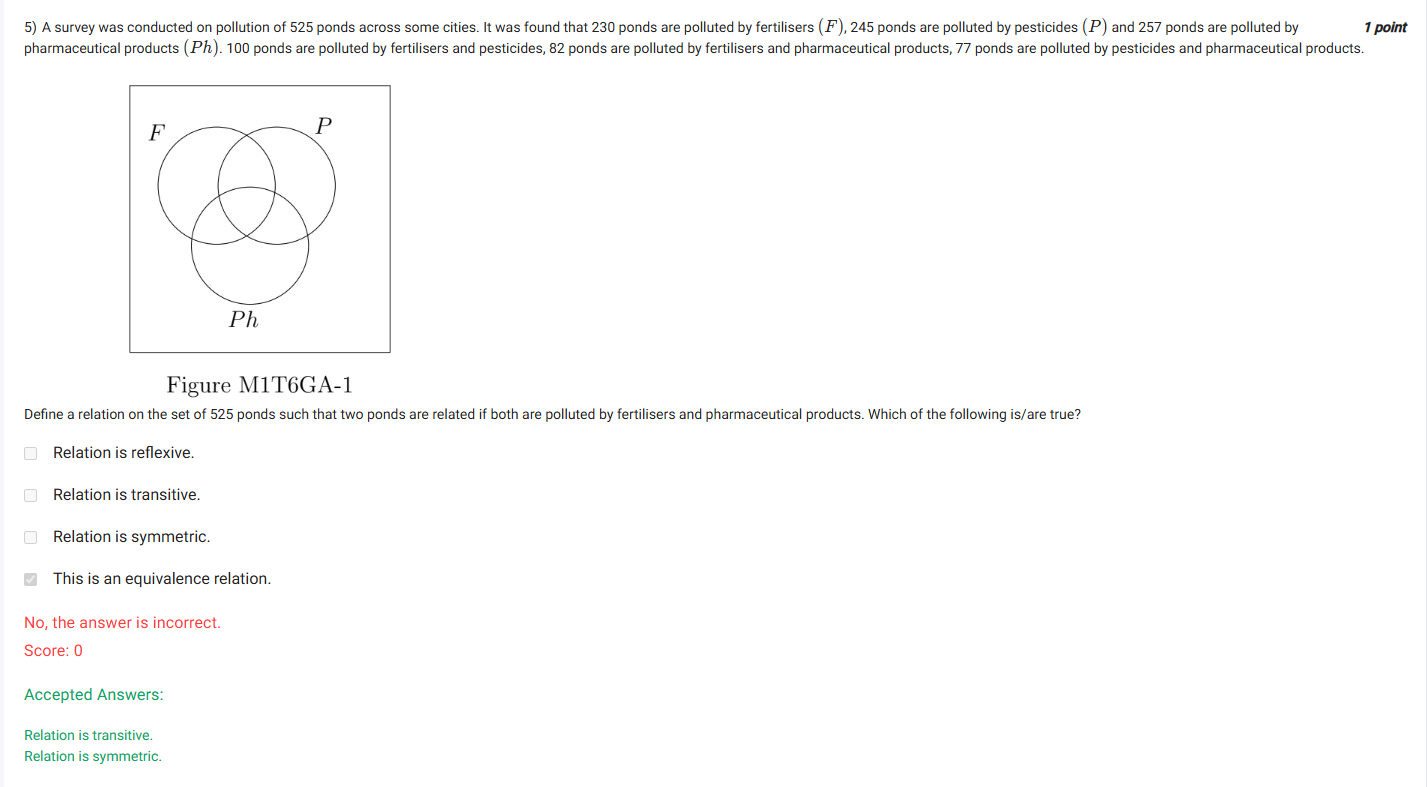 5) A survey was conducted on pollution of 525 ponds across some cities. It was found that 230 ponds are polluted by fertilisers (F), 245 ponds are polluted by pesticides (P) and 257 ponds are polluted by
1 point
pharmaceutical products (Ph). 100 ponds are polluted by fertilisers and pesticides, 82 ponds are polluted by fertilisers and pharmaceutical products, 77 ponds are polluted by pesticides and pharmaceutical products.
F
P
Ph
Figure M1T6GA-1
Define a relation on the set of 525 ponds such that two ponds are related if both are polluted by fertilisers and pharmaceutical products. Which of the following is/are true?
Relation is reflexive.
Relation is transitive.
Relation is symmetric.
This is an equivalence relation.
No, the answer is incorrect.
Score: 0
Accepted Answers:
Relation is transitive.
Relation is symmetric.